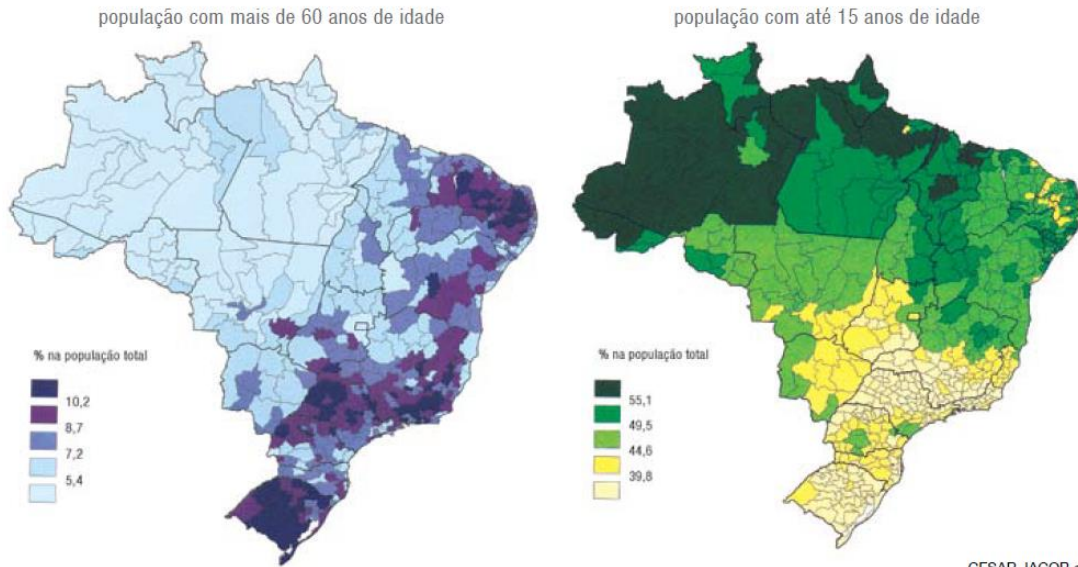 população com mais de 60 anos de idade
população com até 15 anos de idade
% na população total
10,2
8,7
7,2
5,4
% na população total
55,1
49,5
44,6
39,8